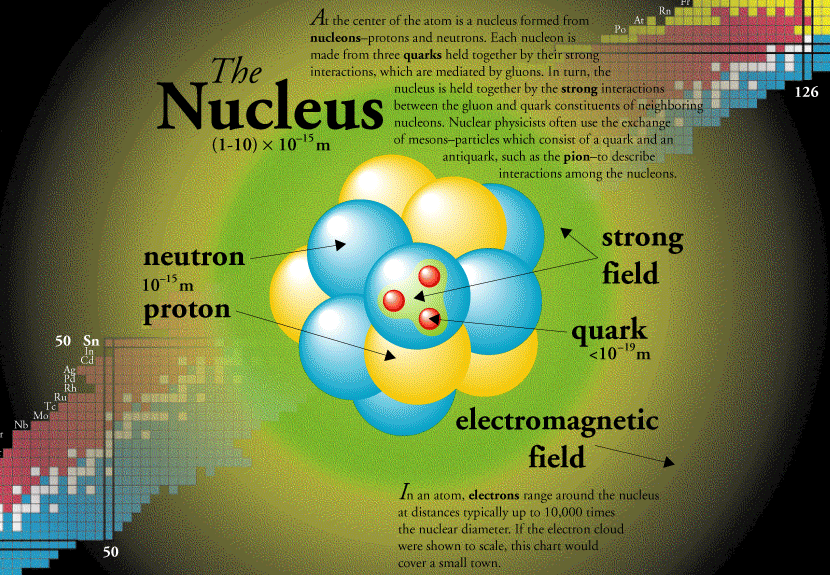 Fr
Rn
At
Po
126
At the center of the atom is a nucleus formed from
nucleons–protons and neutrons. Each nucleon is
made from three quarks held together by their strong
interactions, which are mediated by gluons. In turn, the
nucleus is held together by the strong interactions
between the gluon and quark constituents of neighboring
nucleons. Nuclear physicists often use the exchange
of mesons–particles which consist of a quark and an
antiquark, such as the pion–to describe
interactions among the nucleons.
The
Nucleus
(1-10) × 10⁻¹⁵ m
neutron
10⁻¹⁵ m
proton
strong
field
quark
<10⁻¹⁹ m
electromagnetic
field
50 Sn
In
Cd
Ag
Pd
Rh
Ru
Tc
Mo
Nb
50
In an atom, electrons range around the nucleus
at distances typically up to 10,000 times
the nuclear diameter. If the electron cloud
were shown to scale, this chart would
cover a small town.